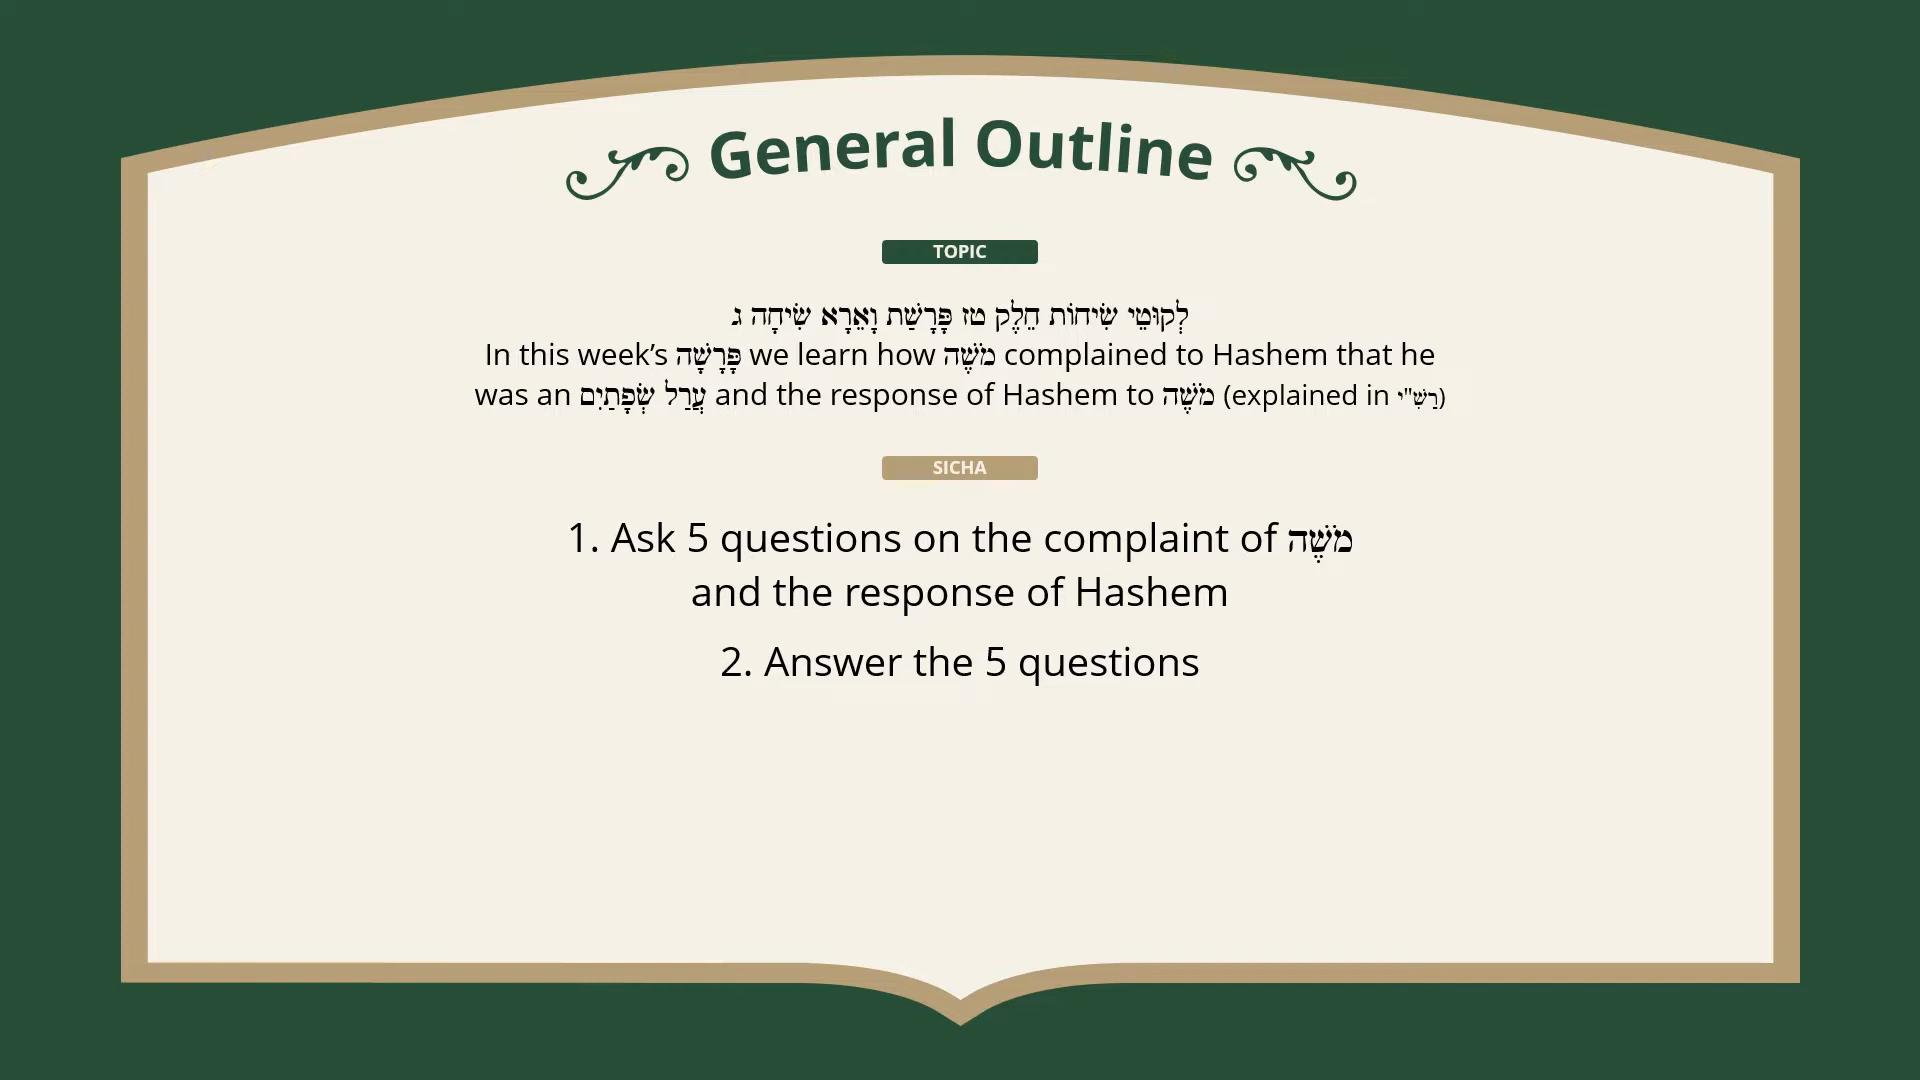 General Outline
TOPIC
לְקוּטֵי שִׂיחוֹת חֵלֶק טז פָּרָשַׁת וָאֵרָא שִׂיחָה ג
In this week’s פָּרָשָׁה we learn how מֹשֶׁה complained to Hashem that he
was an עֲרַל שְׂפָתַיִם and the response of Hashem to מֹשֶׁה (explained in רַשִׁ"י)
SICHA
1. Ask 5 questions on the complaint of מֹשֶׁה
and the response of Hashem
2. Answer the 5 questions